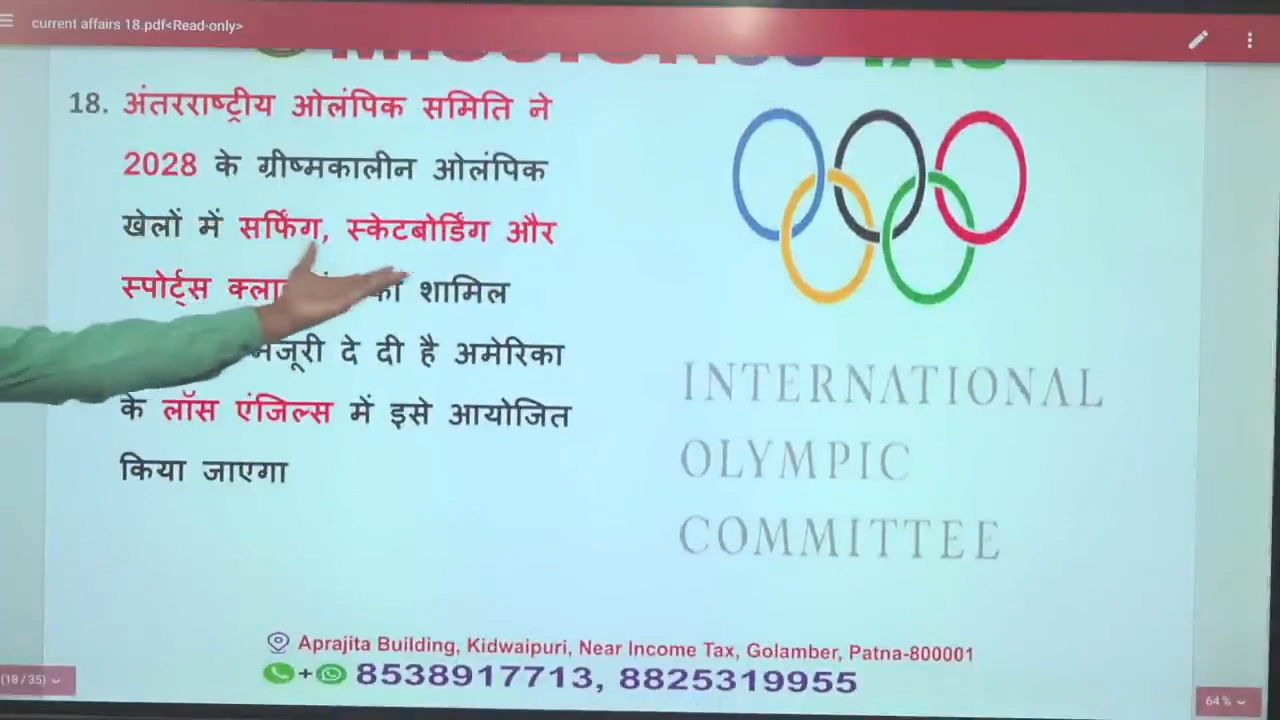 current affairs 18.pdf<Read-only>
18. अंतरराष्ट्रीय ओलंपिक समिति ने
2028 के ग्रीष्मकालीन ओलंपिक
खेलों में सर्फिंग, स्केटबोर्डिंग और
स्पोर्ट्स शामिल
मंजूरी दे दी है अमेरिका
के लॉस एंजिल्स में इसे आयोजित
किया जाएगा
INTERNATIONAL
OLYMPIC
COMMITTEE
Aprajita Building, Kidwaipuri, Near Income Tax, Golamber, Patna-800001
+ 8538917713, 8825319955
(18 / 35)
64 %